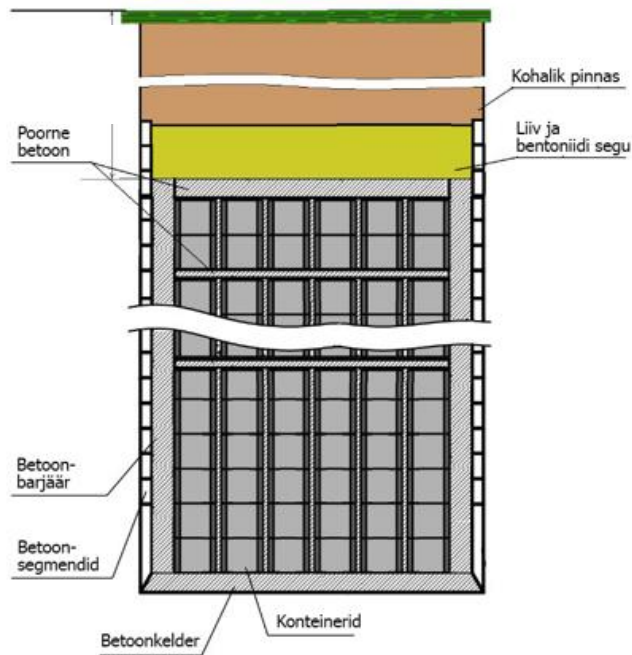 Kohalik pinnas
Poorne
betoon
Liiv ja
bentoniidi segu
Betoon-
barjäär
Betoon-
segmendid
Betoonkelder
Konteinerid